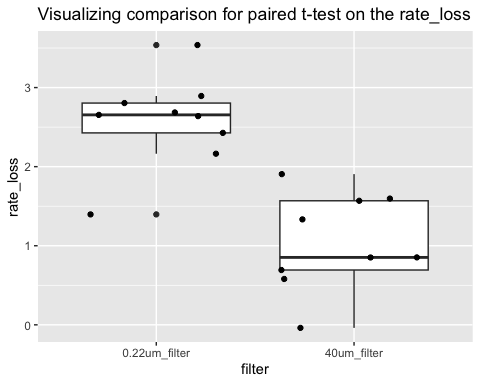 Visualizing comparison for paired t-test on the rate_loss
3
2
1
0
rate_loss
0.22um_filter
40um_filter
filter